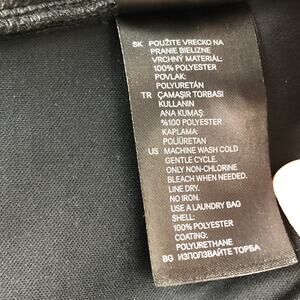 SK POUŽITE VRECKO NA
PRANIE BIELIZNE
VRCHNÝ MATERIÁL:
100% POLYESTER
POVLAK:
POLYURETÁN
TR ÇAMAŞIR TORBASI
KULLANIN
ANA KUMAŞ:
%100 POLYESTER
KAPLAMA:
POLİÜRETAN
US MACHINE WASH COLD
GENTLE CYCLE.
ONLY NON-CHLORINE
BLEACH WHEN NEEDED.
LINE DRY.
NO IRON.
USE A LAUNDRY BAG
SHELL:
100% POLYESTER
COATING:
POLYURETHANE
BG ИЗПОЛЗВАЙТЕ ТОРБА